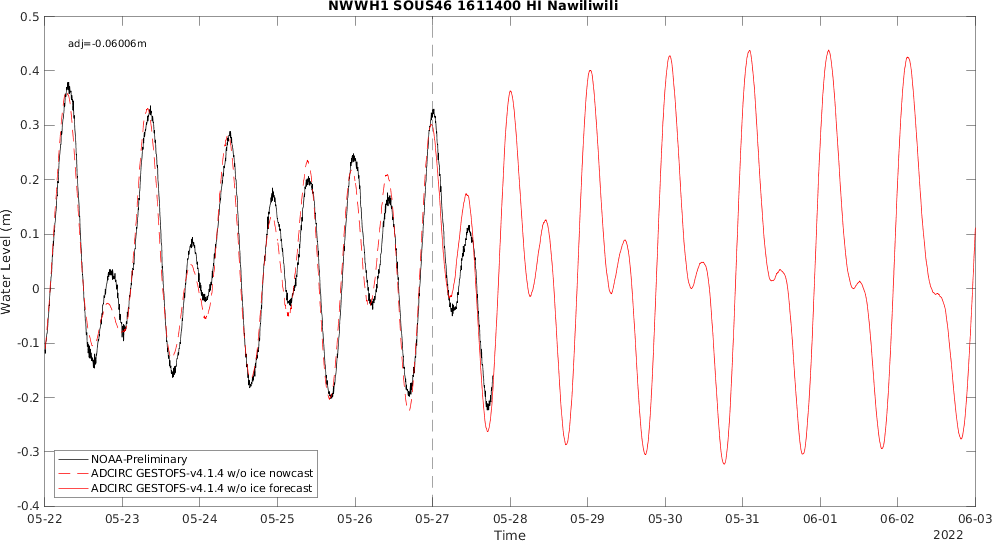 NWWH1 SOUS46 1611400 HI Nawiliwili
adj=-0.06006m
0.5
0.4
0.3
0.2
0.1
0
-0.1
-0.2
-0.3
-0.4
Water Level (m)
NOAA-Preliminary
ADCIRC GESTOFS-v4.1.4 w/o ice nowcast
ADCIRC GESTOFS-v4.1.4 w/o ice forecast
05-22 05-23 05-24 05-25 05-26 05-27 05-28 05-29 05-30 05-31 06-01 06-02 06-03
Time
2022